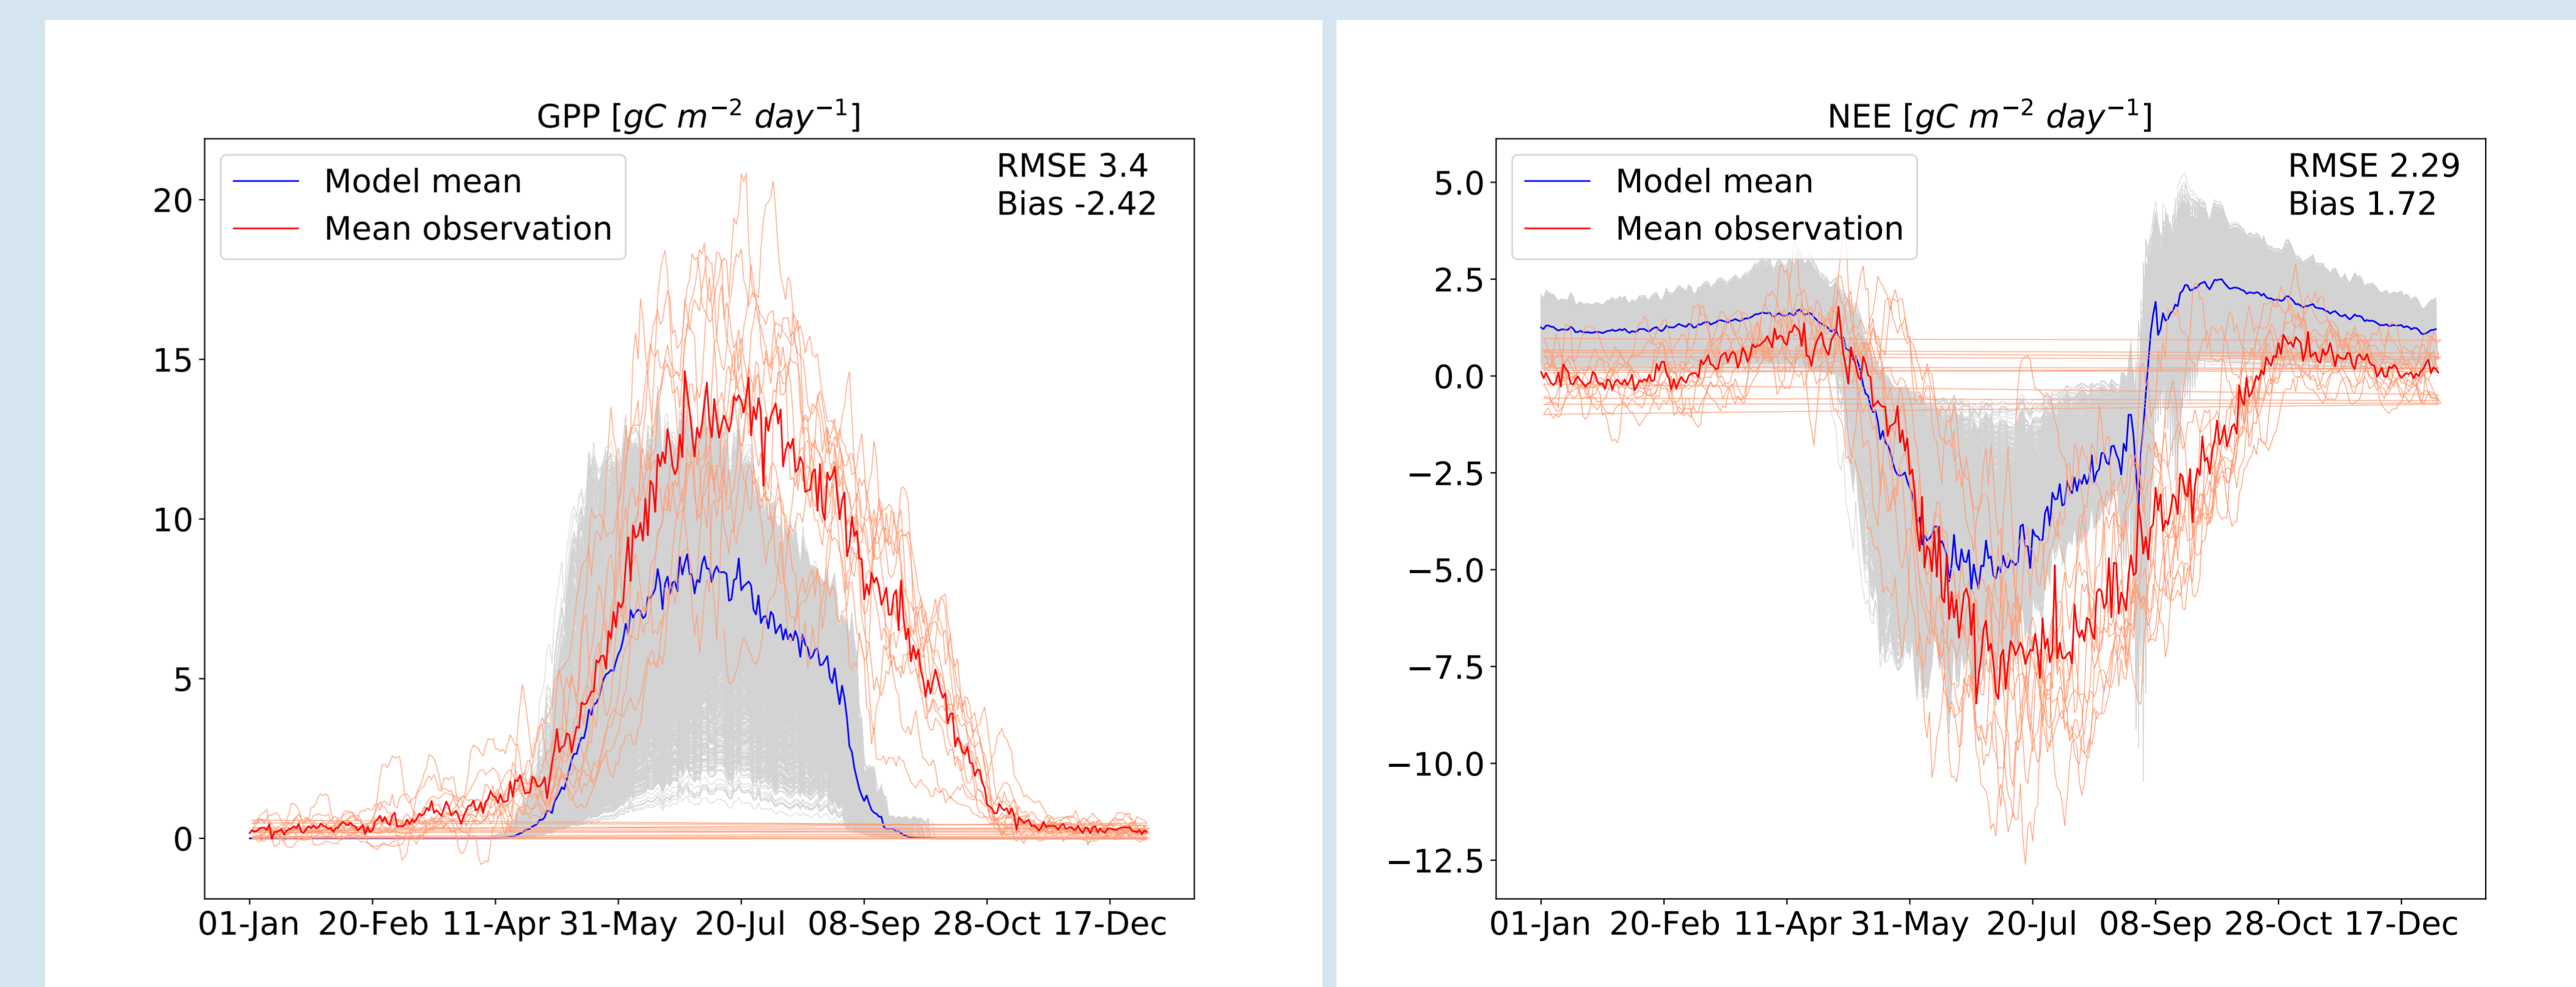 GPP [gC m⁻² day⁻¹]
Model mean
Mean observation
RMSE 3.4
Bias -2.42
20
15
10
5
0
01-Jan 20-Feb 11-Apr 31-May 20-Jul 08-Sep 28-Oct 17-Dec
NEE [gC m⁻² day⁻¹]
Model mean
Mean observation
RMSE 2.29
Bias 1.72
5.0
2.5
0.0
−2.5
−5.0
−7.5
−10.0
−12.5
01-Jan 20-Feb 11-Apr 31-May 20-Jul 08-Sep 28-Oct 17-Dec